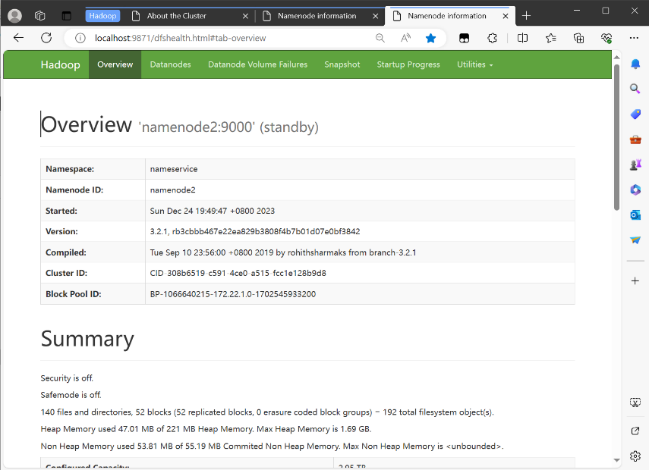 Hadoop
About the Cluster
Namenode information
Namenode information
localhost:9871/dfshealth.html#tab-overview
Hadoop Overview Datanodes Datanode Volume Failures Snapshot Startup Progress Utilities
Overview 'namenode2:9000' (standby)
Namespace: nameservice
Namenode ID: namenode2
Started: Sun Dec 24 19:49:47 +0800 2023
Version: 3.2.1, rb3cbbb467e22ea829b3808f4b7b01d07e0bf3842
Compiled: Tue Sep 10 23:56:00 +0800 2019 by rohithsharmaks from branch-3.2.1
Cluster ID: CID-308b6519-c591-4ce0-a515-fcc1e128b9d8
Block Pool ID: BP-1066640215-172.22.1.0-1702545933200
Summary
Security is off.
Safemode is off.
140 files and directories, 52 blocks (52 replicated blocks, 0 erasure coded block groups) = 192 total filesystem object(s).
Heap Memory used 47.01 MB of 221 MB Heap Memory. Max Heap Memory is 1.69 GB.
Non Heap Memory used 53.81 MB of 55.19 MB Commited Non Heap Memory. Max Non Heap Memory is <unbounded>.
Configured Capacity: 2.95 TB